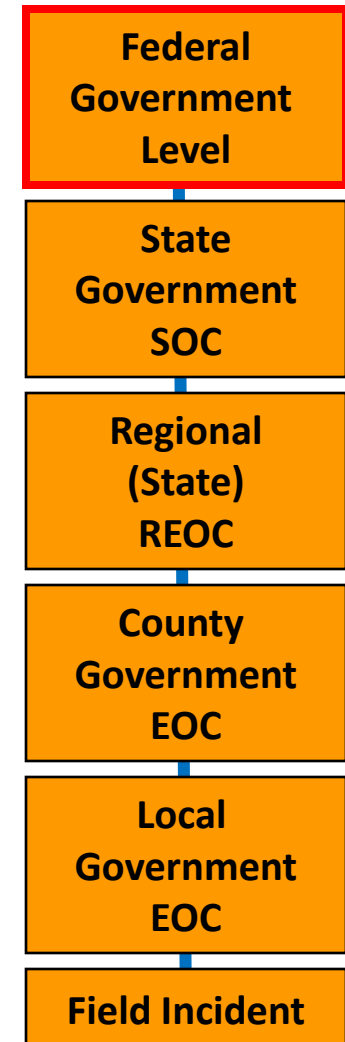 Federal
Government
Level
State
Government
SOC
Regional
(State)
REOC
County
Government
EOC
Local
Government
EOC
Field Incident